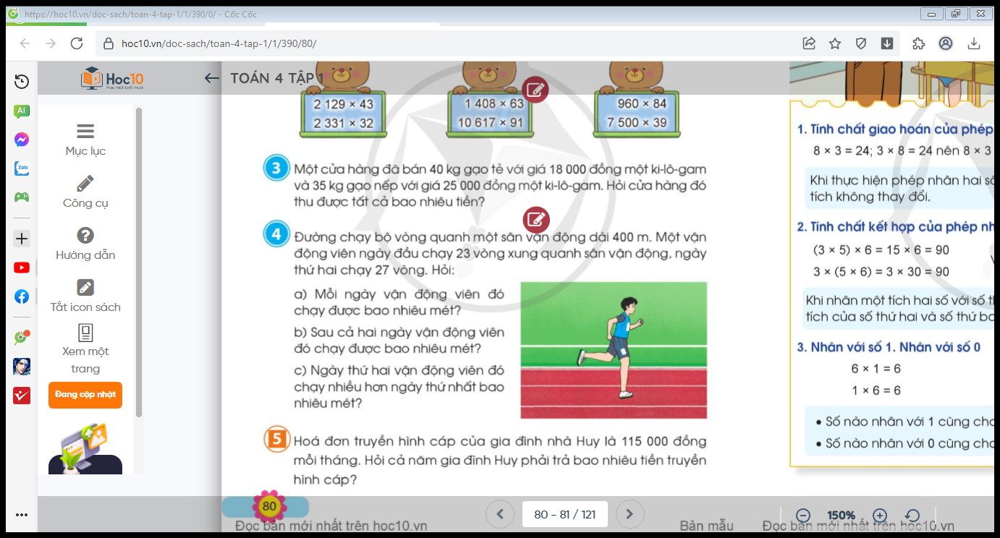 https://hoc10.vn/doc-sach/toan-4-tap-1/1/390/0/ - Cốc Cốc
hoc10.vn/doc-sach/toan-4-tap-1/1/390/80/
AI
Zalo
Hoc10
Học một biết mười
TOÁN 4 TẬP 1
Mục lục
Công cụ
Hướng dẫn
Tắt icon sách
Xem một
trang
Đang cập nhật
2 129 × 43
2 331 × 32
1 408 × 63
10 617 × 91
960 × 84
7 500 × 39
3 Một cửa hàng đã bán 40 kg gạo tẻ với giá 18 000 đồng một ki-lô-gam
và 35 kg gạo nếp với giá 25 000 đồng một ki-lô-gam. Hỏi cửa hàng đó
thu được tất cả bao nhiêu tiền?
4 Đường chạy bộ vòng quanh một sân vận động dài 400 m. Một vận
động viên ngày đầu chạy 23 vòng xung quanh sân vận động, ngày
thứ hai chạy 27 vòng. Hỏi:
a) Mỗi ngày vận động viên đó
chạy được bao nhiêu mét?
b) Sau cả hai ngày vận động viên
đó chạy được bao nhiêu mét?
c) Ngày thứ hai vận động viên đó
chạy nhiều hơn ngày thứ nhất bao
nhiêu mét?
5 Hoá đơn truyền hình cáp của gia đình nhà Huy là 115 000 đồng
mỗi tháng. Hỏi cả năm gia đình Huy phải trả bao nhiêu tiền truyền
hình cáp?
80
Đọc bản mới nhất trên hoc10.vn
Bản mẫu
1. Tính chất giao hoán của phép
8 × 3 = 24; 3 × 8 = 24 nên 8 × 3
Khi thực hiện phép nhân hai số
tích không thay đổi.
2. Tính chất kết hợp của phép nh
(3 × 5) × 6 = 15 × 6 = 90
3 × (5 × 6) = 3 × 30 = 90
Khi nhân một tích hai số với số t
tích của số thứ hai và số thứ ba
3. Nhân với số 1. Nhân với số 0
6 × 1 = 6
1 × 6 = 6
• Số nào nhân với 1 cũng cho
• Số nào nhân với 0 cũng cho
80 - 81 / 121
150%
Đọc bản mới nhất trên hoc10.vn